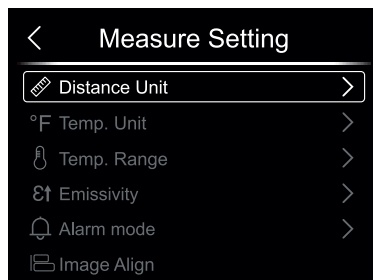 Measure Setting
Distance Unit
°F Temp. Unit
Temp. Range
Ɛ↑ Emissivity
Alarm mode
Image Align